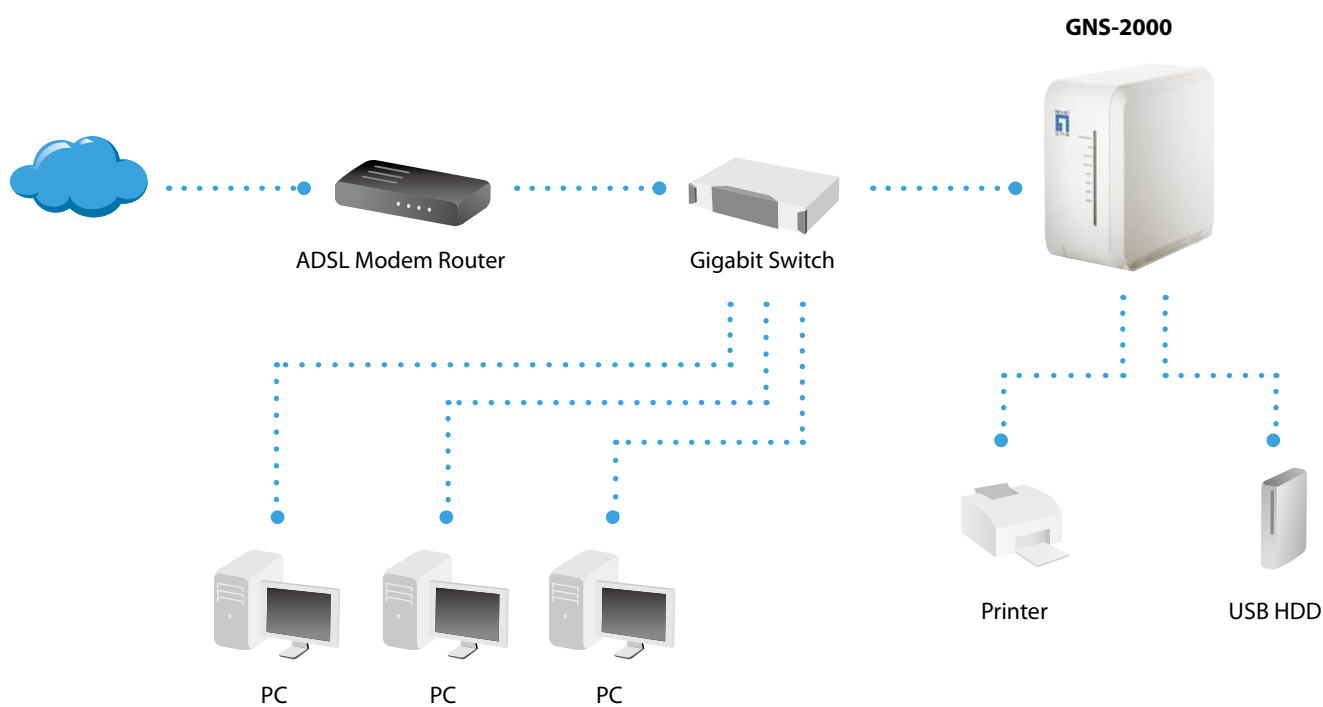 GNS-2000
ADSL Modem Router
Gigabit Switch
Printer
USB HDD
PC
PC
PC